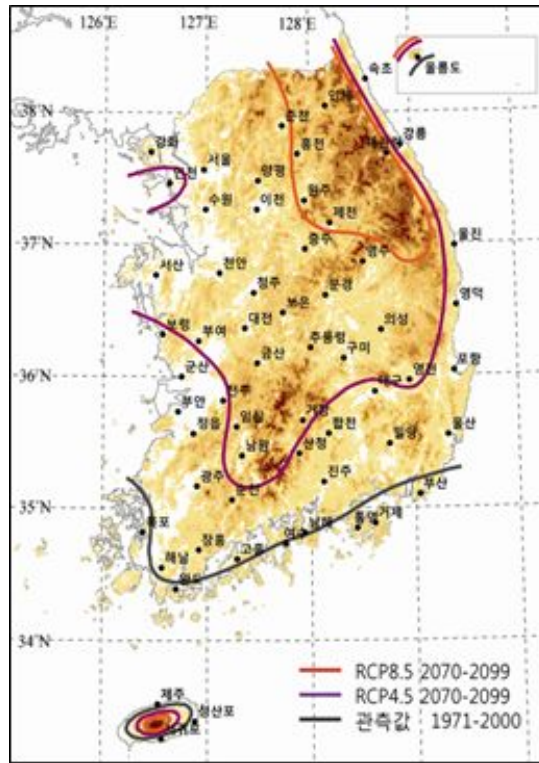 126°E 127°E 128°E
울릉도
속초
인제
38°N
춘천
강화 홍천 강릉
서울
양평
인천
원주
수원 이천
제천
37°N
충주 울진
영주
서산 천안
청주 문경 영덕
보은
보령 부여 대전 의성
추풍령
군산 금산 구미 포항
36°N
영천
대구
전주
부안 임실 거창
정읍 합천 밀양 울산
남원 산청
광주 진주
35°N
순천 부산
목포 통영 거제
여수 남해
장흥 고흥
해남
완도
34°N
RCP8.5 2070-2099
제주
RCP4.5 2070-2099
성산포
관측값 1971-2000
서귀포
126°E 127°E 128°E